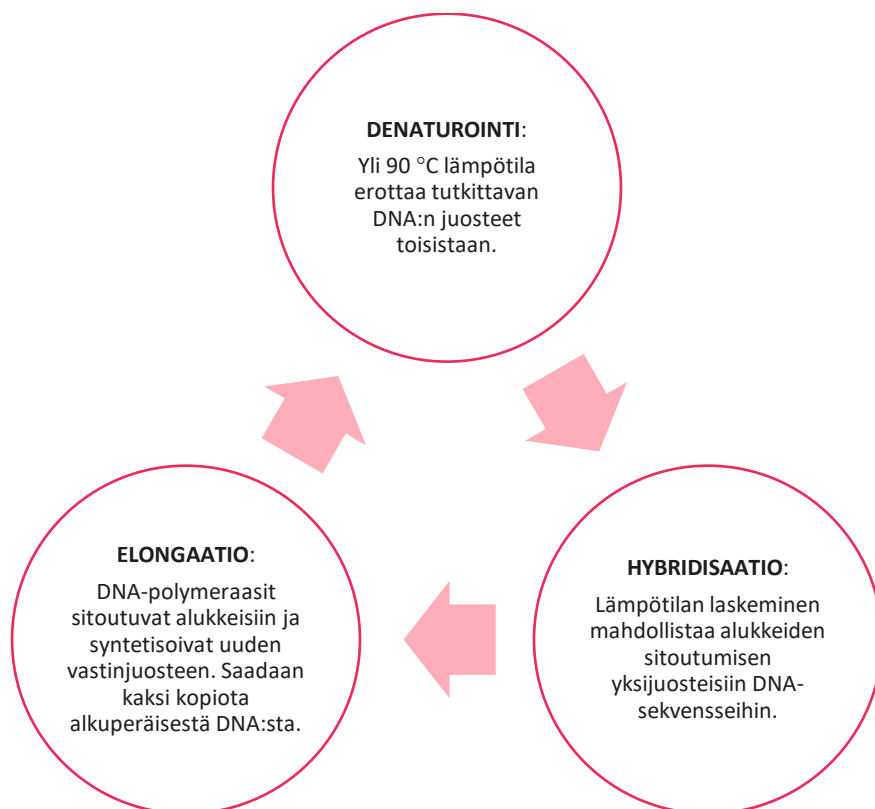 DENATUROINTI:
Yli 90 °C lämpötila
erottaa tutkittavan
DNA:n juosteet
toisistaan.
HYBRIDISAATIO:
Lämpötilan laskeminen
mahdollistaa alukkeiden
sitoutumisen
yksijuosteisiin DNA-
sekvensseihin.
ELONGAATIO:
DNA-polymeraasit
sitoutuvat alukkeisiin ja
syntetisoivat uuden
vastinjuosteen. Saadaan
kaksi kopiota
alkuperäisestä DNA:sta.